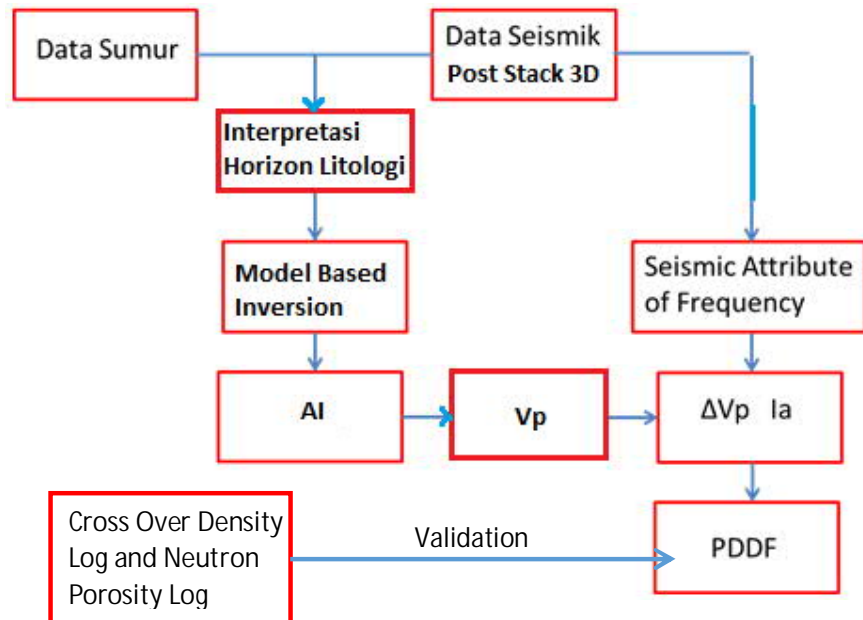 Data Sumur
Data Seismik
Post Stack 3D
Interpretasi
Horizon Litologi
Model Based
Inversion
Seismic Attribute
of Frequency
AI
Vp
ΔVp Ia
Cross Over Density
Log and Neutron
Porosity Log
Validation
PDDF